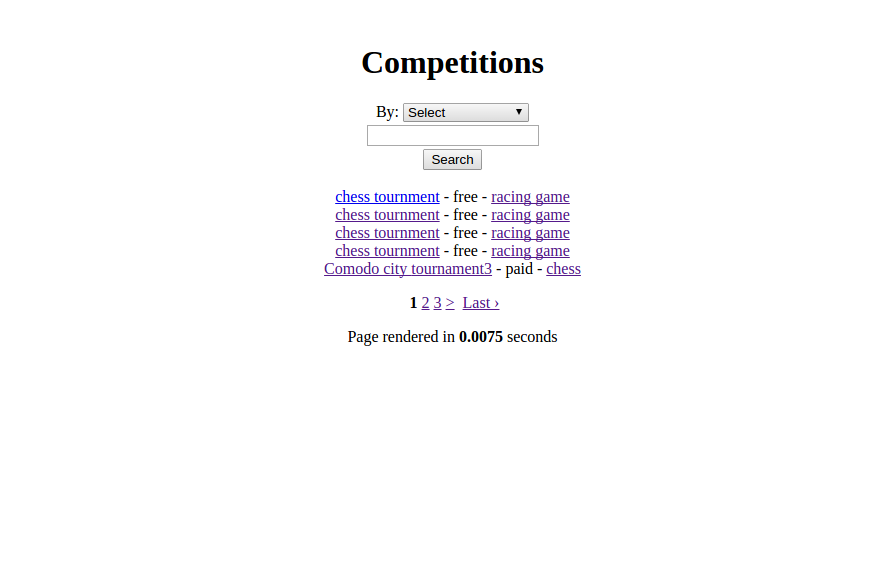 Competitions
By: Select
Search
chess tournment - free - racing game
chess tournment - free - racing game
chess tournment - free - racing game
chess tournment - free - racing game
Comodo city tournament3 - paid - chess
1 2 3 > Last ›
Page rendered in 0.0075 seconds